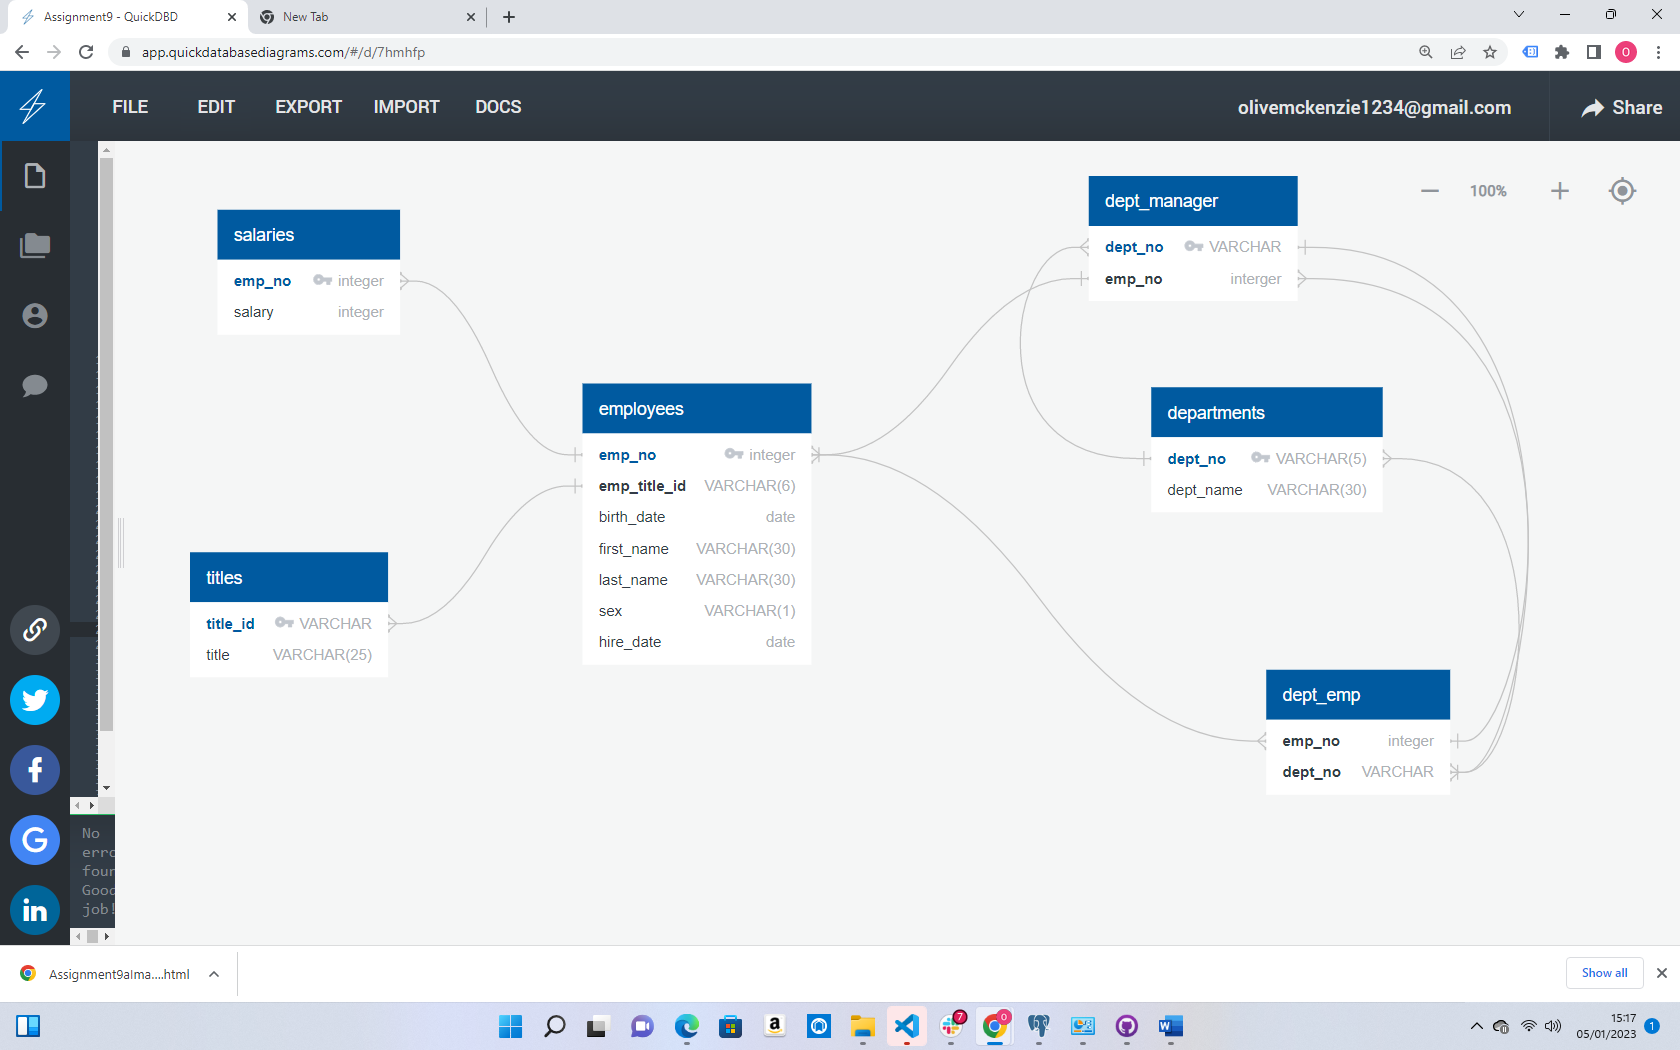 Assignment9 - QuickDBD
New Tab
app.quickdatabasediagrams.com/#/d/7hmhfp
O
FILE EDIT EXPORT IMPORT DOCS
olivemckenzie1234@gmail.com
Share
100%
salaries
emp_no integer
salary integer
titles
title_id VARCHAR
title VARCHAR(25)
employees
emp_no integer
emp_title_id VARCHAR(6)
birth_date date
first_name VARCHAR(30)
last_name VARCHAR(30)
sex VARCHAR(1)
hire_date date
dept_manager
dept_no VARCHAR
emp_no interger
departments
dept_no VARCHAR(5)
dept_name VARCHAR(30)
dept_emp
emp_no integer
dept_no VARCHAR
No
erro
four
Good
job!
Assignment9alma....html
Show all
7
0
15:17
05/01/2023
1